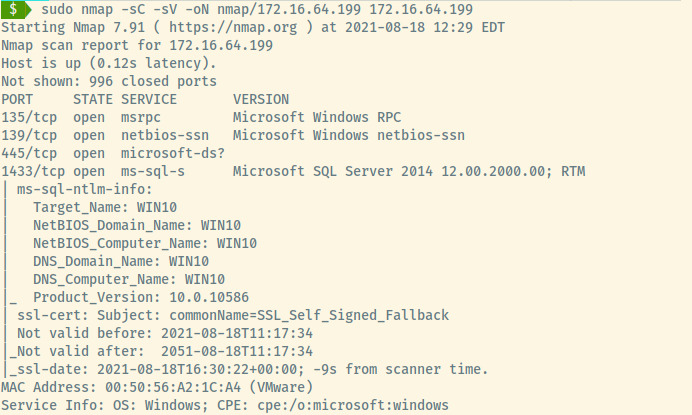 $ sudo nmap -sC -sV -oN nmap/172.16.64.199 172.16.64.199
Starting Nmap 7.91 ( https://nmap.org ) at 2021-08-18 12:29 EDT
Nmap scan report for 172.16.64.199
Host is up (0.12s latency).
Not shown: 996 closed ports
PORT     STATE SERVICE       VERSION
135/tcp  open  msrpc         Microsoft Windows RPC
139/tcp  open  netbios-ssn   Microsoft Windows netbios-ssn
445/tcp  open  microsoft-ds?
1433/tcp open  ms-sql-s      Microsoft SQL Server 2014 12.00.2000.00; RTM
| ms-sql-ntlm-info:
|   Target_Name: WIN10
|   NetBIOS_Domain_Name: WIN10
|   NetBIOS_Computer_Name: WIN10
|   DNS_Domain_Name: WIN10
|   DNS_Computer_Name: WIN10
|_  Product_Version: 10.0.10586
| ssl-cert: Subject: commonName=SSL_Self_Signed_Fallback
| Not valid before: 2021-08-18T11:17:34
|_Not valid after:  2051-08-18T11:17:34
|_ssl-date: 2021-08-18T16:30:22+00:00; -9s from scanner time.
MAC Address: 00:50:56:A2:1C:A4 (VMware)
Service Info: OS: Windows; CPE: cpe:/o:microsoft:windows